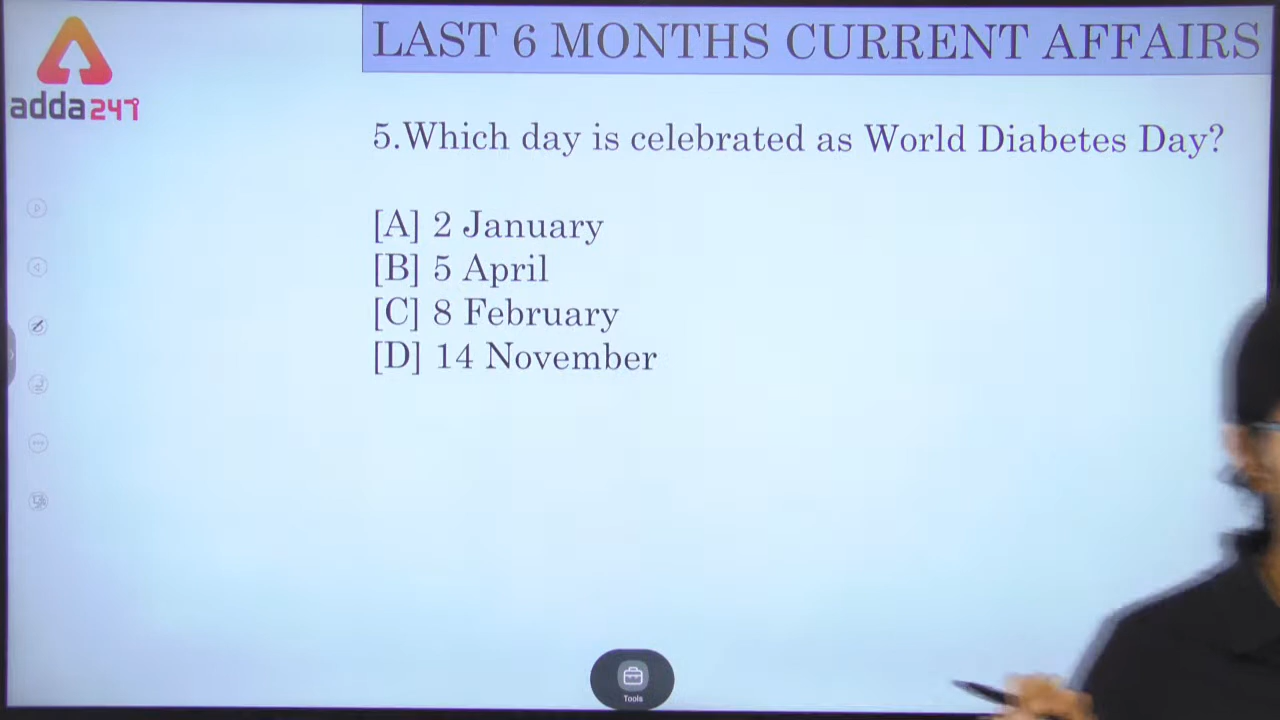 LAST 6 MONTHS CURRENT AFFAIRS
adda247
5.Which day is celebrated as World Diabetes Day?
[A] 2 January
[B] 5 April
[C] 8 February
[D] 14 November
Tools